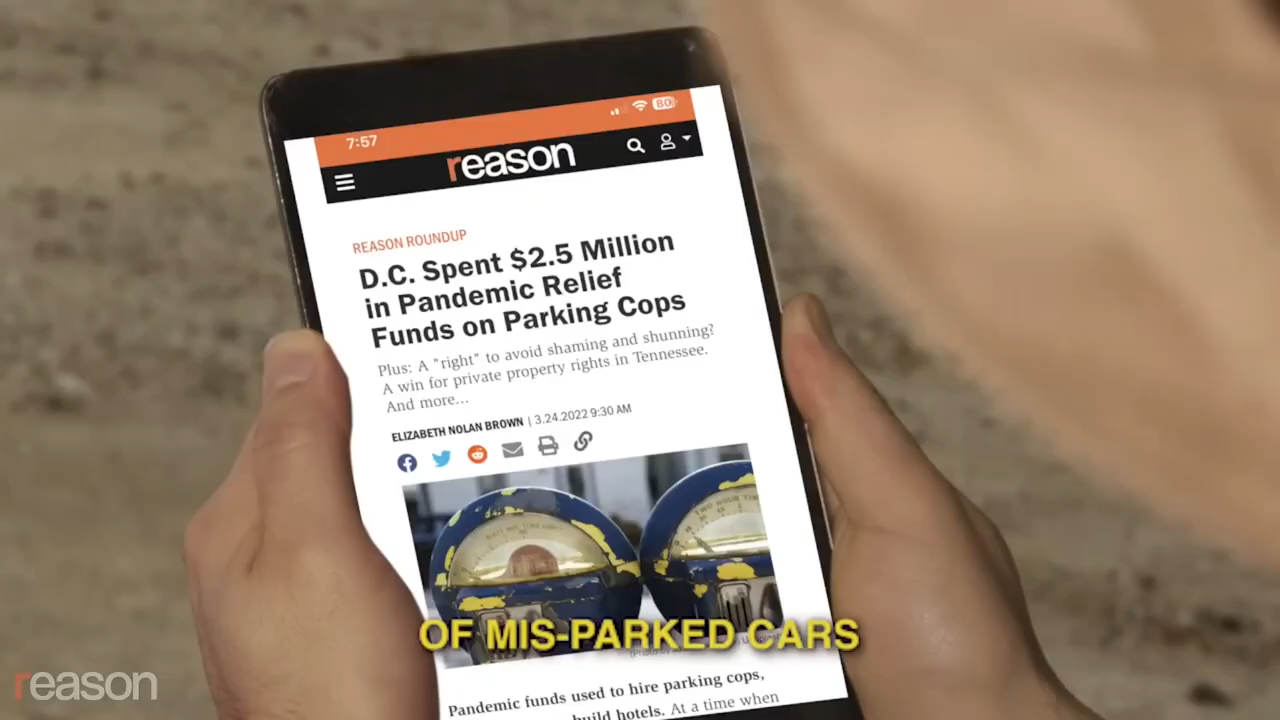 7:57
80
reason
REASON ROUNDUP
D.C. Spent $2.5 Million
in Pandemic Relief
Funds on Parking Cops
Plus: A "right" to avoid shaming and shunning?
A win for private property rights in Tennessee.
And more...
ELIZABETH NOLAN BROWN | 3.24.2022 9:30 AM
TWO HOUR
OF MIS-PARKED CARS
Pandemic funds used to hire parking cops,
build hotels. At a time when
reason